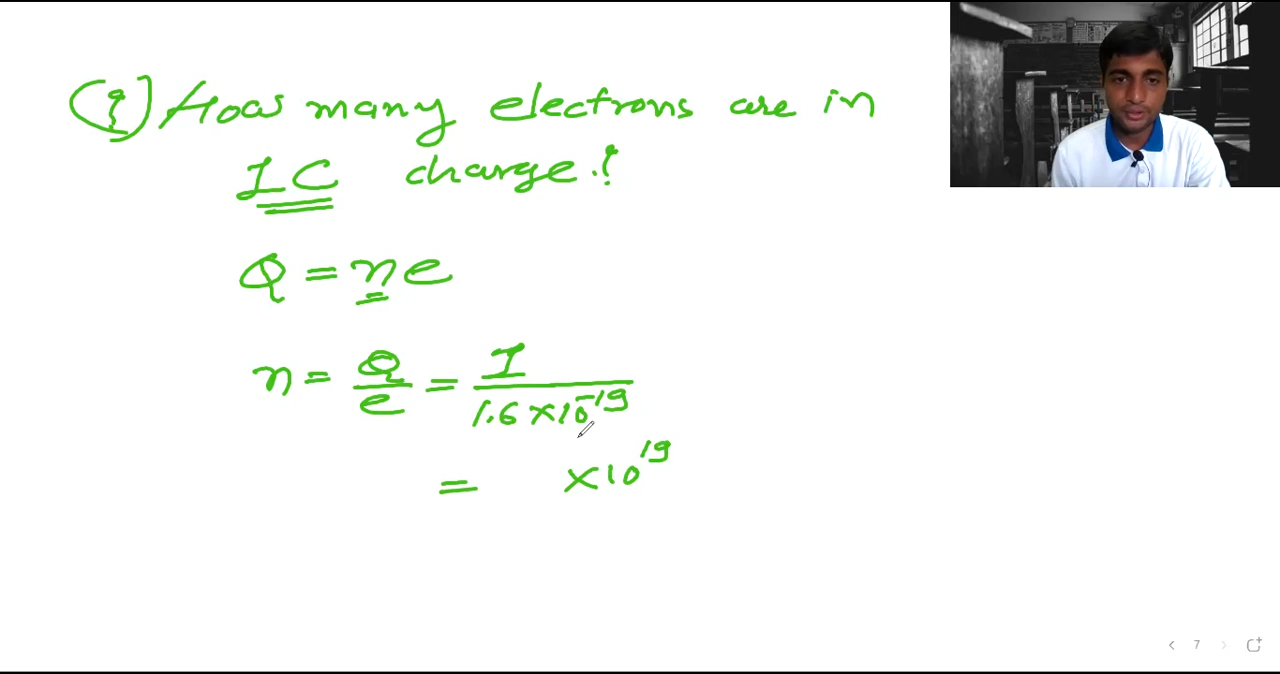 (Q) How many electrons are in
1C charge?
Q = ne
n = Q/e = 1/1.6×10⁻¹⁹
= ×10¹⁹
7